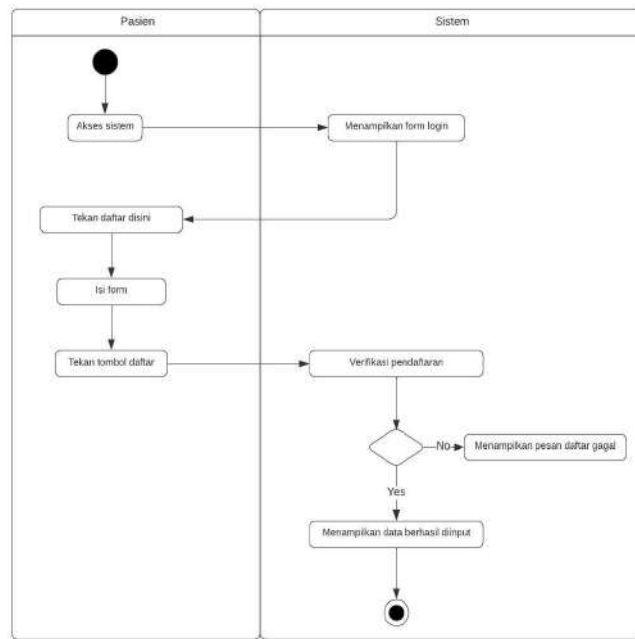 Pasien
Sistem
Akses sistem
Menampilkan form login
Tekan daftar disini
Isi form
Tekan tombol daftar
Verifikasi pendaftaran
No
Menampilkan pesan daftar gagal
Yes
Menampilkan data berhasil diinput